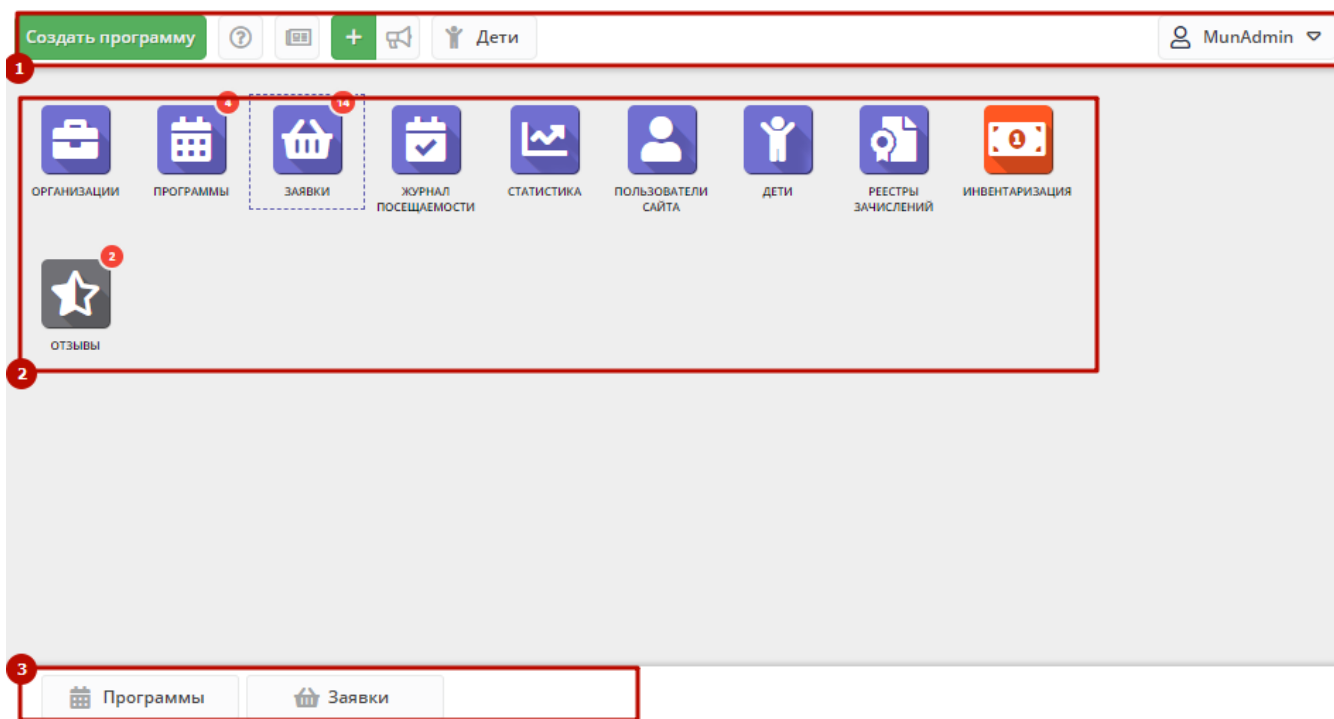 Создать программу
+
Дети
MunAdmin
1
4
14
1
ОРГАНИЗАЦИИ
ПРОГРАММЫ
ЗАЯВКИ
ЖУРНАЛ
ПОСЕЩАЕМОСТИ
СТАТИСТИКА
ПОЛЬЗОВАТЕЛИ
САЙТА
ДЕТИ
РЕЕСТРЫ
ЗАЧИСЛЕНИЙ
ИНВЕНТАРИЗАЦИЯ
2
ОТЗЫВЫ
2
3
Программы
Заявки